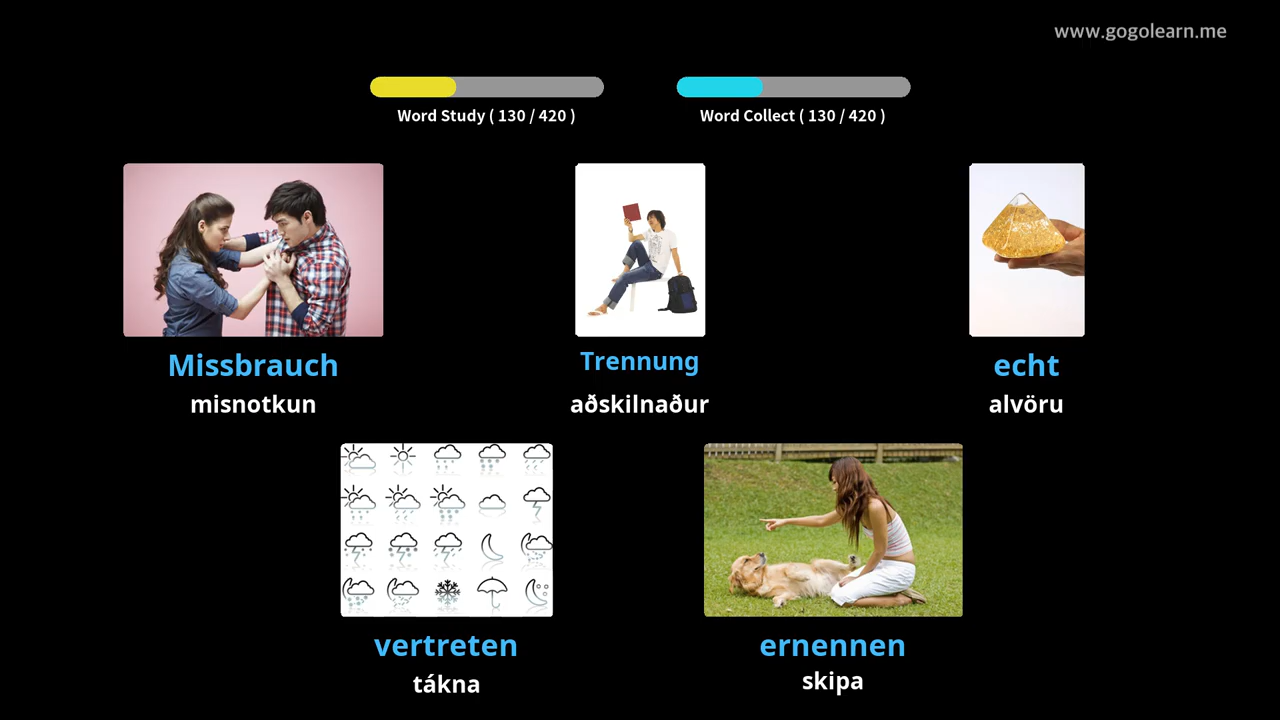 www.gogolearn.me
Word Study ( 130 / 420 )
Word Collect ( 130 / 420 )
Missbrauch
misnotkun
Trennung
aðskilnaður
echt
alvöru
vertreten
tákna
ernennen
skipa